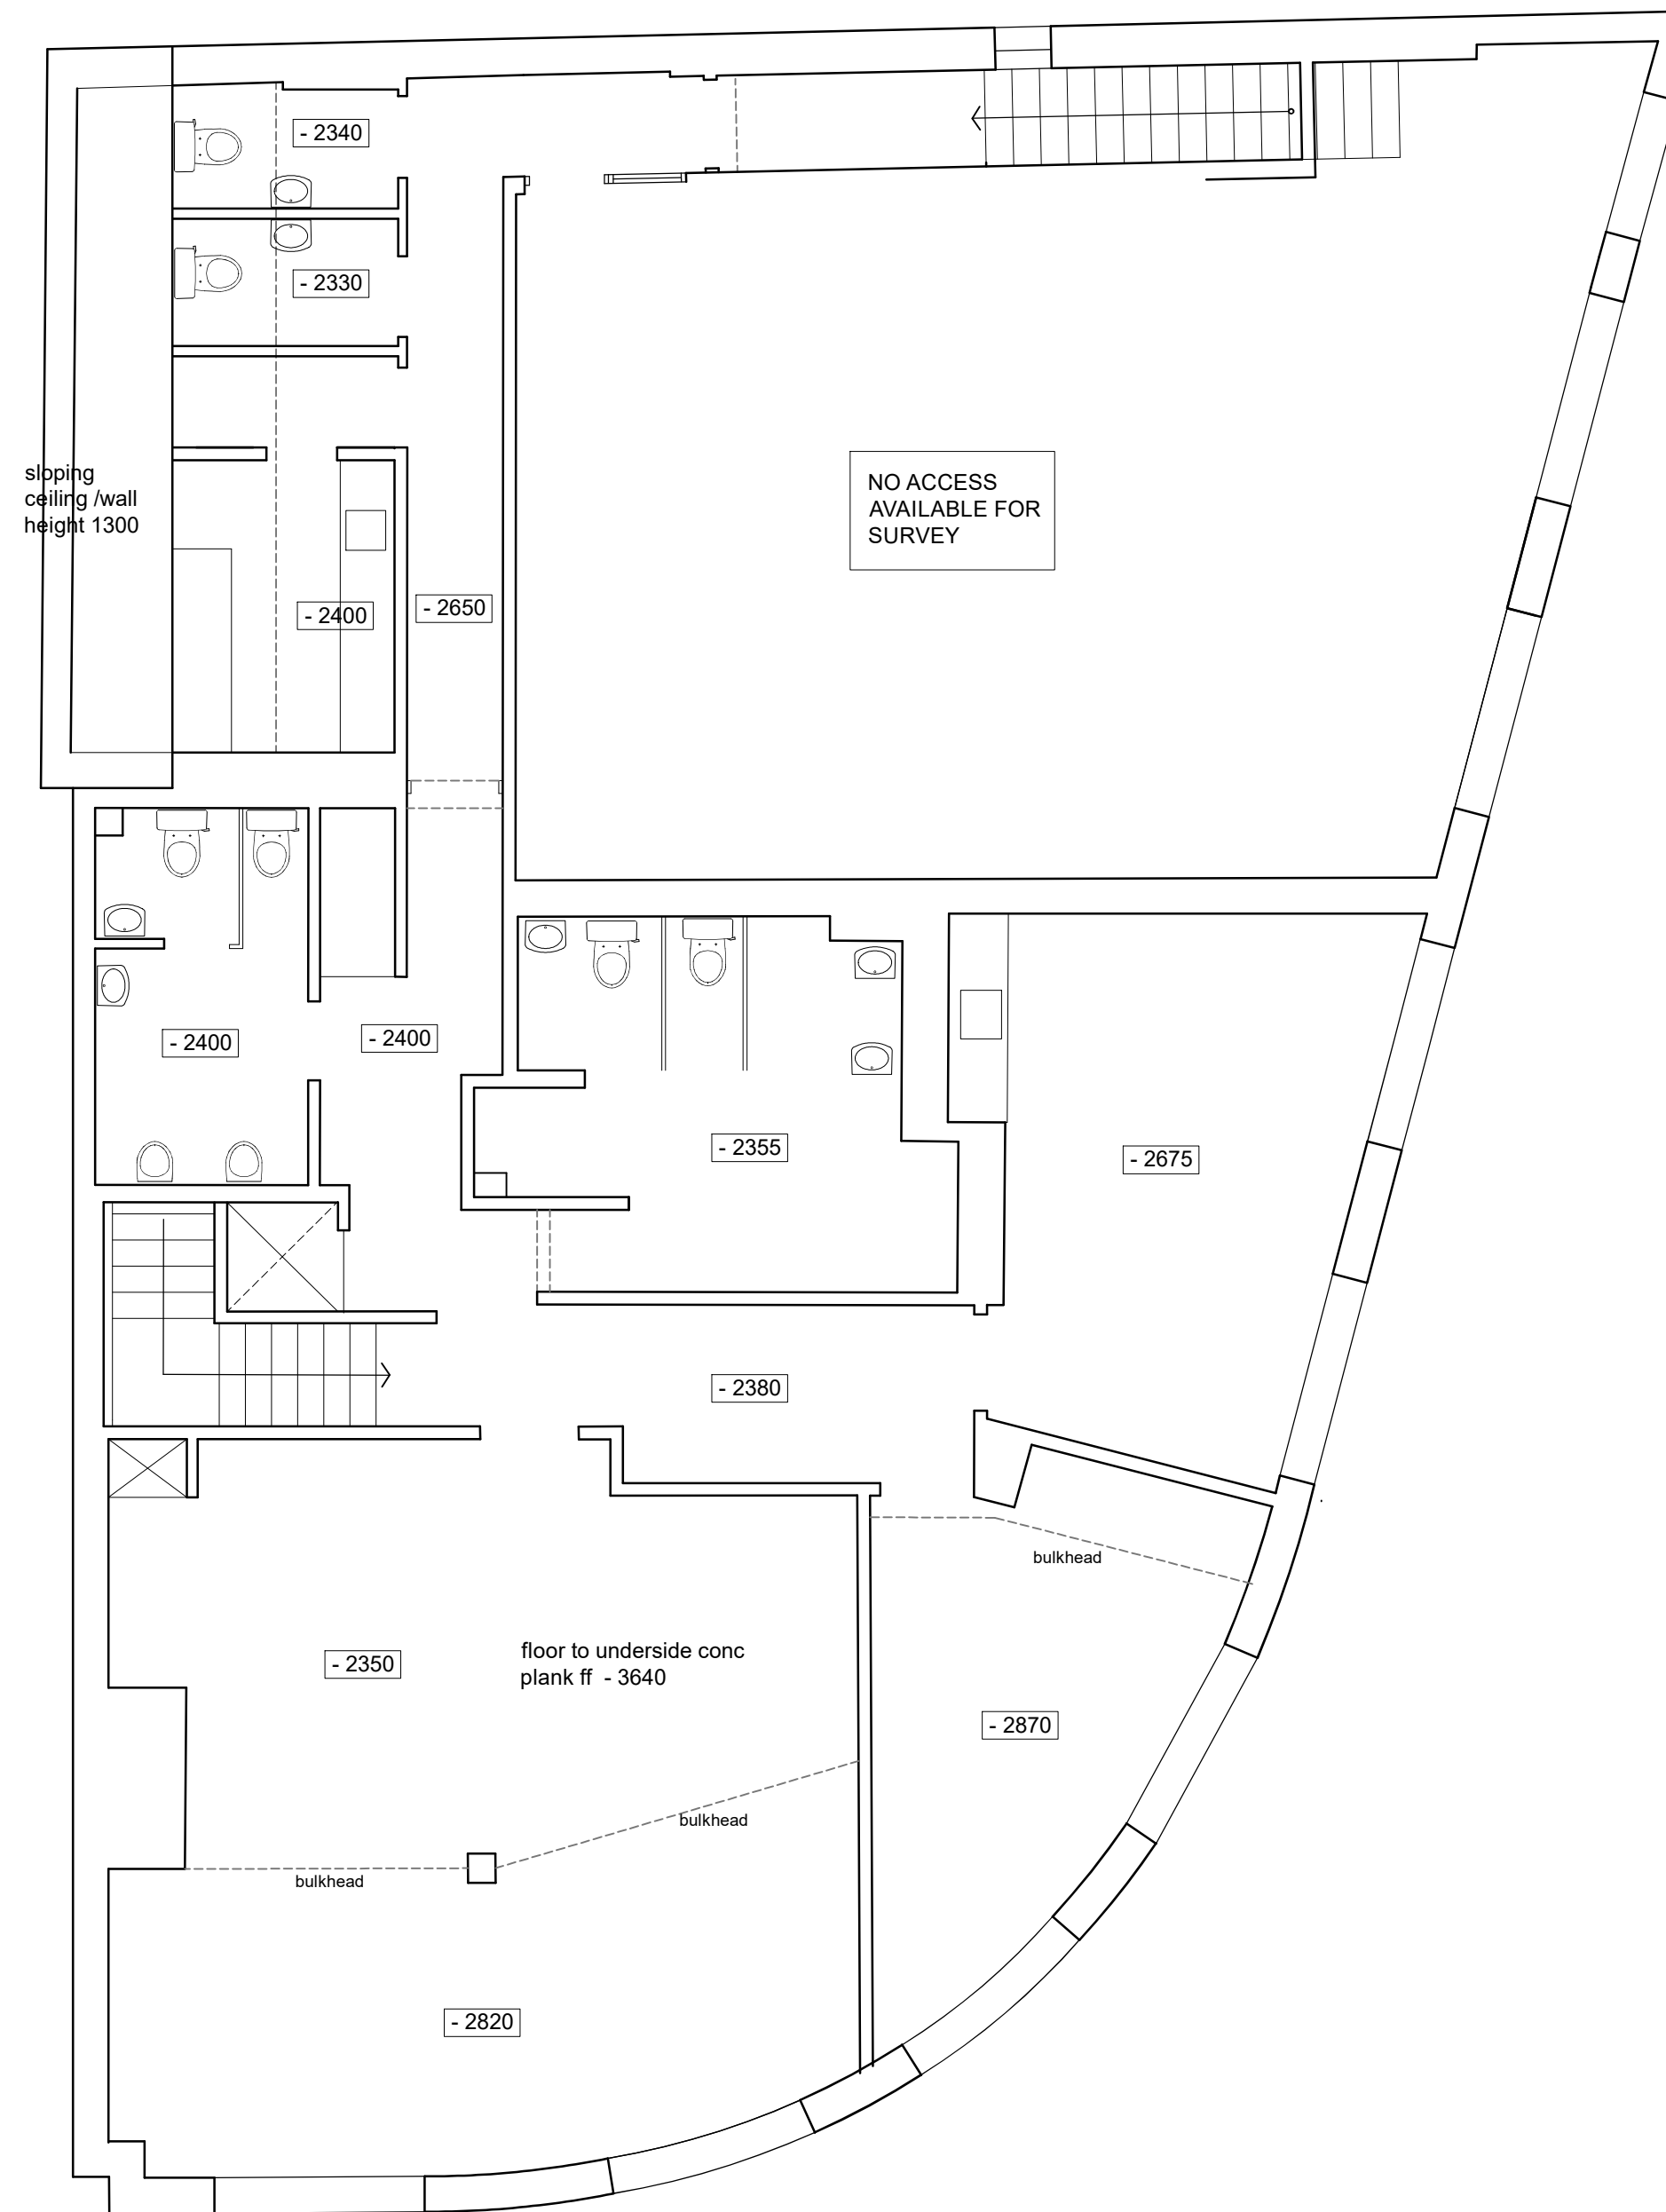 - 2340
- 2330
sloping
ceiling /wall
height 1300
NO ACCESS
AVAILABLE FOR
SURVEY
- 2400
- 2650
- 2400
- 2400
- 2355
- 2675
- 2380
bulkhead
- 2350
floor to underside conc
plank ff  - 3640
- 2870
bulkhead
bulkhead
- 2820